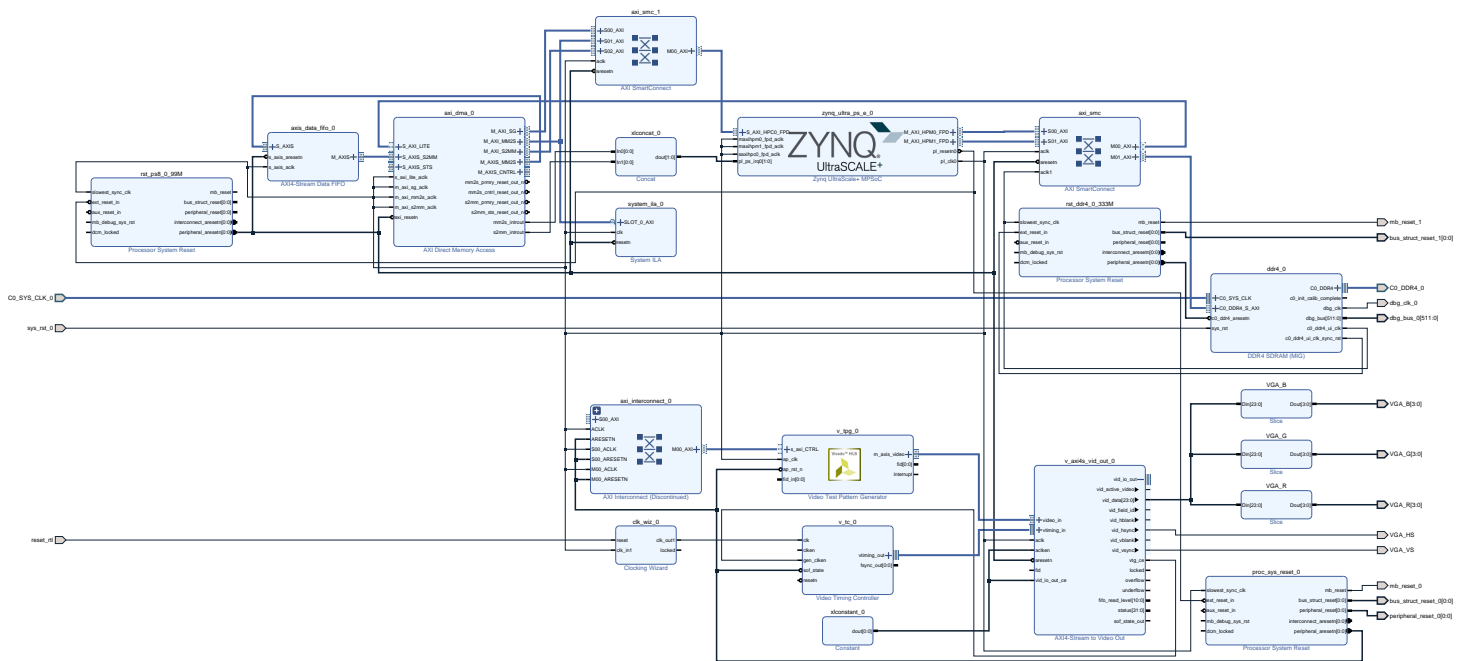 axi_smc_1
S00_AXI
S01_AXI
S02_AXI
aclk
aresetn
M00_AXI
AXI SmartConnect
axis_data_fifo_0
S_AXIS
s_axis_aresetn
s_axis_aclk
M_AXIS
AXI4-Stream Data FIFO
axi_dma_0
S_AXI_LITE
S_AXIS_S2MM
S_AXIS_STS
s_axi_lite_aclk
m_axi_sg_aclk
m_axi_mm2s_aclk
m_axi_s2mm_aclk
axi_resetn
M_AXI_SG
M_AXI_MM2S
M_AXI_S2MM
M_AXIS_MM2S
M_AXIS_CNTRL
mm2s_prmry_reset_out_n
mm2s_cntrl_reset_out_n
s2mm_prmry_reset_out_n
s2mm_sts_reset_out_n
mm2s_introut
s2mm_introut
AXI Direct Memory Access
xlconcat_0
In0[0:0]
In1[0:0]
dout[1:0]
Concat
zynq_ultra_ps_e_0
S_AXI_HPC0_FPD
maxihpm0_fpd_aclk
maxihpm1_fpd_aclk
saxihpc0_fpd_aclk
pl_ps_irq0[1:0]
ZYNQ
UltraSCALE+
M_AXI_HPM0_FPD
M_AXI_HPM1_FPD
pl_resetn0
pl_clk0
Zynq UltraScale+ MPSoC
axi_smc
S00_AXI
S01_AXI
aclk
aresetn
aclk1
M00_AXI
M01_AXI
AXI SmartConnect
rst_ps8_0_99M
slowest_sync_clk
ext_reset_in
aux_reset_in
mb_debug_sys_rst
dcm_locked
mb_reset
bus_struct_reset[0:0]
peripheral_reset[0:0]
interconnect_aresetn[0:0]
peripheral_aresetn[0:0]
Processor System Reset
system_ila_0
SLOT_0_AXI
clk
resetn
System ILA
rst_ddr4_0_333M
slowest_sync_clk
ext_reset_in
aux_reset_in
mb_debug_sys_rst
dcm_locked
mb_reset
bus_struct_reset[0:0]
peripheral_reset[0:0]
interconnect_aresetn[0:0]
peripheral_aresetn[0:0]
Processor System Reset
mb_reset_1
bus_struct_reset_1[0:0]
ddr4_0
C0_SYS_CLK
C0_DDR4_S_AXI
c0_ddr4_aresetn
sys_rst
C0_DDR4
c0_init_calib_complete
dbg_clk
dbg_bus[511:0]
c0_ddr4_ui_clk
c0_ddr4_ui_clk_sync_rst
DDR4 SDRAM (MIG)
C0_DDR4_0
dbg_clk_0
dbg_bus_0[511:0]
C0_SYS_CLK_0
sys_rst_0
axi_interconnect_0
S00_AXI
ACLK
ARESETN
S00_ACLK
S00_ARESETN
M00_ACLK
M00_ARESETN
M00_AXI
AXI Interconnect (Discontinued)
v_tpg_0
s_axi_CTRL
ap_clk
ap_rst_n
fid_in[0:0]
m_axis_video
fid[0:0]
interrupt
Video Test Pattern Generator
VGA_B
Din[23:0]
Dout[3:0]
Slice
VGA_B[3:0]
VGA_G
Din[23:0]
Dout[3:0]
Slice
VGA_G[3:0]
VGA_R
Din[23:0]
Dout[3:0]
Slice
VGA_R[3:0]
v_axi4s_vid_out_0
video_in
vtiming_in
aclk
aclken
aresetn
fid
vid_io_out_ce
vid_io_out
vid_active_video
vid_data[23:0]
vid_field_id
vid_hblank
vid_hsync
vid_vblank
vid_vsync
vtg_ce
locked
overflow
underflow
fifo_read_level[10:0]
status[31:0]
sof_state_out
AXI4-Stream to Video Out
VGA_HS
VGA_VS
reset_rtl
clk_wiz_0
reset
clk_in1
clk_out1
locked
Clocking Wizard
v_tc_0
clk
clken
gen_clken
sof_state
resetn
vtiming_out
fsync_out[0:0]
Video Timing Controller
xlconstant_0
dout[0:0]
Constant
proc_sys_reset_0
slowest_sync_clk
ext_reset_in
aux_reset_in
mb_debug_sys_rst
dcm_locked
mb_reset
bus_struct_reset[0:0]
peripheral_reset[0:0]
interconnect_aresetn[0:0]
peripheral_aresetn[0:0]
Processor System Reset
mb_reset_0
bus_struct_reset_0[0:0]
peripheral_reset_0[0:0]